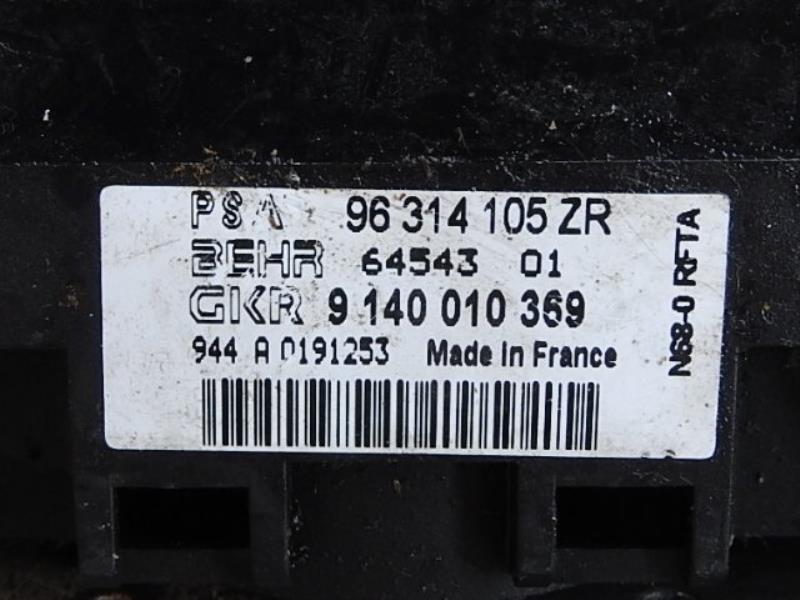 PSA 96 314 105 ZR
BEHR 64543 01
GKR 9 140 010 369
944 A 0191253 Made in France
N68-0 RFTA